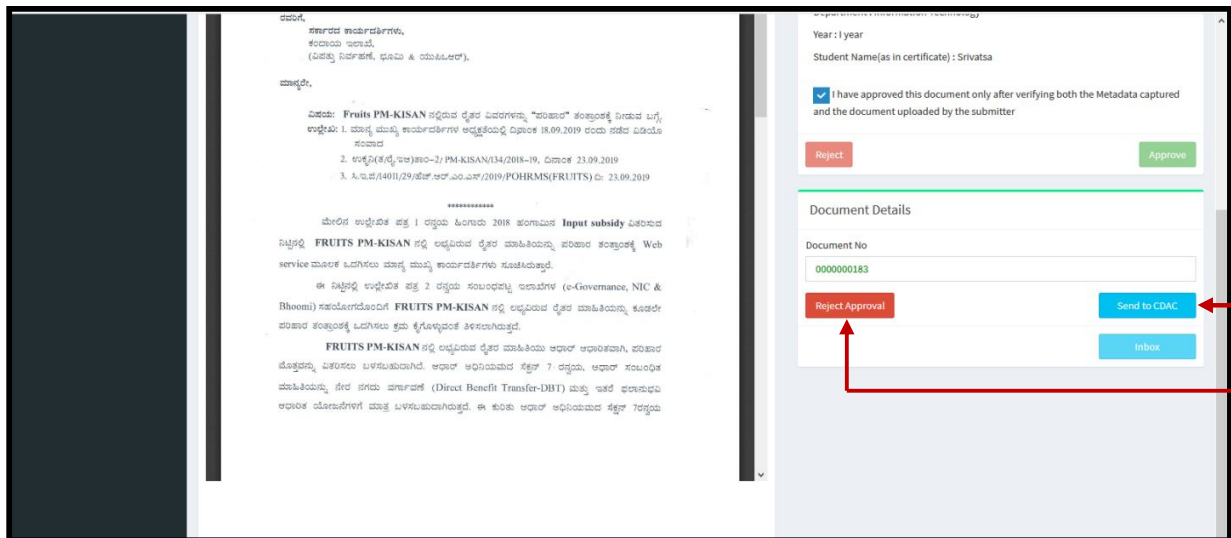 ರವರಿಗೆ,
ಸರ್ಕಾರದ ಕಾರ್ಯದರ್ಶಿಗಳು,
ಕಂದಾಯ ಇಲಾಖೆ,
(ವಿಪತ್ತು ನಿರ್ವಹಣೆ, ಭೂಮಿ & ಯುಪಿಒಆರ್),
ಮಾನ್ಯರೇ,
ವಿಷಯ: Fruits PM-KISAN ನಲ್ಲಿರುವ ರೈತರ ವಿವರಗಳನ್ನು "ಪರಿಹಾರ" ತಂತ್ರಾಂಶಕ್ಕೆ ನೀಡುವ ಬಗ್ಗೆ.
ಉಲ್ಲೇಖ: 1. ಮಾನ್ಯ ಮುಖ್ಯ ಕಾರ್ಯದರ್ಶಿಗಳ ಅಧ್ಯಕ್ಷತೆಯಲ್ಲಿ ದಿನಾಂಕ 18.09.2019 ರಂದು ನಡೆದ ವಿಡಿಯೊ
ಸಂವಾದ
2. ಉಕೃನಿ(ತ/ರೈ.ಇಆ)ತಾಂ-2/ PM-KISAN/134/2018-19, ದಿನಾಂಕ 23.09.2019
3. ಸಿ.ಇ.ಜಿ/14011/29/ಹೆಚ್.ಆರ್.ಎಂ.ಎಸ್/2019/POHRMS(FRUITS) ದಿ: 23.09.2019
************
ಮೇಲಿನ ಉಲ್ಲೇಖಿತ ಪತ್ರ 1 ರನ್ವಯ ಹಿಂಗಾರು 2018 ಹಂಗಾಮಿನ Input subsidy ವಿತರಿಸುವ
ನಿಟ್ಟಿನಲ್ಲಿ FRUITS PM-KISAN ನಲ್ಲಿ ಲಭ್ಯವಿರುವ ರೈತರ ಮಾಹಿತಿಯನ್ನು ಪರಿಹಾರ ತಂತ್ರಾಂಶಕ್ಕೆ Web
service ಮೂಲಕ ಒದಗಿಸಲು ಮಾನ್ಯ ಮುಖ್ಯ ಕಾರ್ಯದರ್ಶಿಗಳು ಸೂಚಿಸಿರುತ್ತಾರೆ.
ಈ ನಿಟ್ಟಿನಲ್ಲಿ ಉಲ್ಲೇಖಿತ ಪತ್ರ 2 ರನ್ವಯ ಸಂಬಂಧಪಟ್ಟ ಇಲಾಖೆಗಳ (e-Governance, NIC &
Bhoomi) ಸಹಯೋಗದೊಂದಿಗೆ FRUITS PM-KISAN ನಲ್ಲಿ ಲಭ್ಯವಿರುವ ರೈತರ ಮಾಹಿತಿಯನ್ನು ಕೂಡಲೇ
ಪರಿಹಾರ ತಂತ್ರಾಂಶಕ್ಕೆ ಒದಗಿಸಲು ಕ್ರಮ ಕೈಗೊಳ್ಳುವಂತೆ ತಿಳಿಸಲಾಗಿರುತ್ತದೆ.
FRUITS PM-KISAN ನಲ್ಲಿ ಲಭ್ಯವಿರುವ ರೈತರ ಮಾಹಿತಿಯು ಆಧಾರ್ ಆಧಾರಿತವಾಗಿ, ಪರಿಹಾರ
ಮೊತ್ತವನ್ನು ವಿತರಿಸಲು ಬಳಸಬಹುದಾಗಿದೆ. ಆಧಾರ್ ಅಧಿನಿಯಮದ ಸೆಕ್ಷನ್ 7 ರನ್ವಯ, ಆಧಾರ್ ಸಂಬಂಧಿತ
ಮಾಹಿತಿಯನ್ನು ನೇರ ನಗದು ವರ್ಗಾವಣೆ (Direct Benefit Transfer-DBT) ಮತ್ತು ಇತರೆ ಫಲಾನುಭವಿ
ಆಧಾರಿತ ಯೋಜನೆಗಳಿಗೆ ಮಾತ್ರ ಬಳಸಬಹುದಾಗಿರುತ್ತದೆ. ಈ ಕುರಿತು ಆಧಾರ್ ಅಧಿನಿಯಮದ ಸೆಕ್ಷನ್ 7ರನ್ವಯ
Year : I year
Student Name(as in certificate) : Srivatsa
I have approved this document only after verifying both the Metadata captured
and the document uploaded by the submitter
Reject Approve
Document Details
Document No
0000000183
Reject Approval Send to CDAC
Inbox